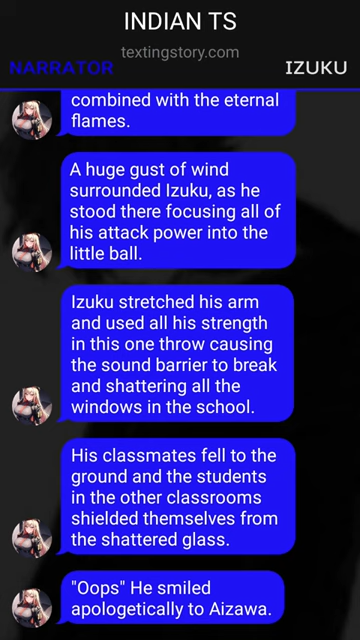 INDIAN TS
textingstory.com
NARRATOR
IZUKU
combined with the eternal
flames.
A huge gust of wind
surrounded Izuku, as he
stood there focusing all of
his attack power into the
little ball.
Izuku stretched his arm
and used all his strength
in this one throw causing
the sound barrier to break
and shattering all the
windows in the school.
His classmates fell to the
ground and the students
in the other classrooms
shielded themselves from
the shattered glass.
"Oops" He smiled
apologetically to Aizawa.